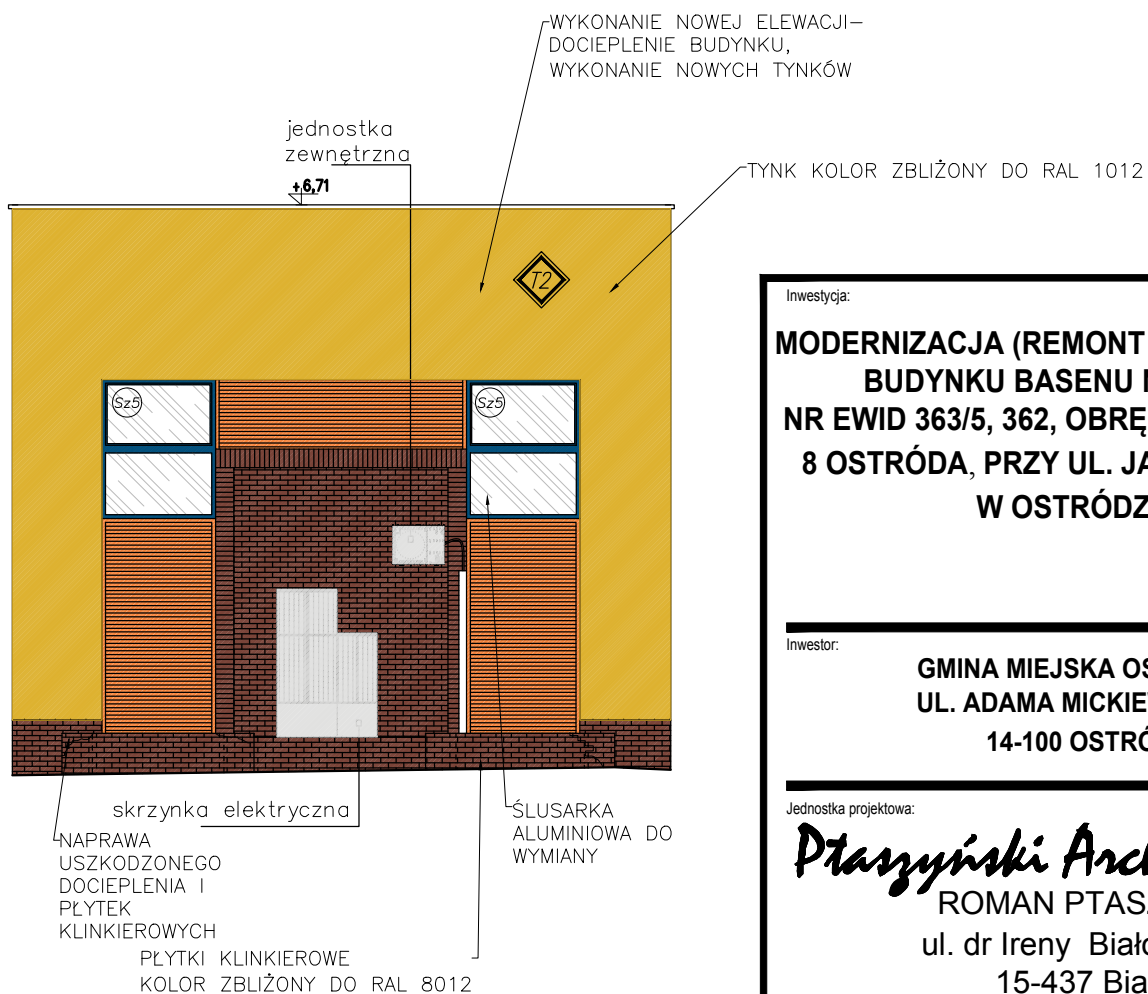 WYKONANIE NOWEJ ELEWACJI–
DOCIEPLENIE BUDYNKU,
WYKONANIE NOWYCH TYNKÓW
jednostka
zewnętrzna
+6,71
TYNK KOLOR ZBLIŻONY DO RAL 1012
T2
Sz5
Sz5
skrzynka elektryczna
NAPRAWA
USZKODZONEGO
DOCIEPLENIA I
PŁYTEK
KLINKIEROWYCH
ŚLUSARKA
ALUMINIOWA DO
WYMIANY
PŁYTKI KLINKIEROWE
KOLOR ZBLIŻONY DO RAL 8012
Inwestycja:
MODERNIZACJA (REMONT
BUDYNKU BASENU
NR EWID 363/5, 362, OBRĘ
8 OSTRÓDA, PRZY UL. JA
W OSTRÓDZ
Inwestor:
GMINA MIEJSKA OS
UL. ADAMA MICKIE
14-100 OSTRÓ
Jednostka projektowa:
Ptaszyński Arc
ROMAN PTAS
ul. dr Ireny Biało
15-437 Bia